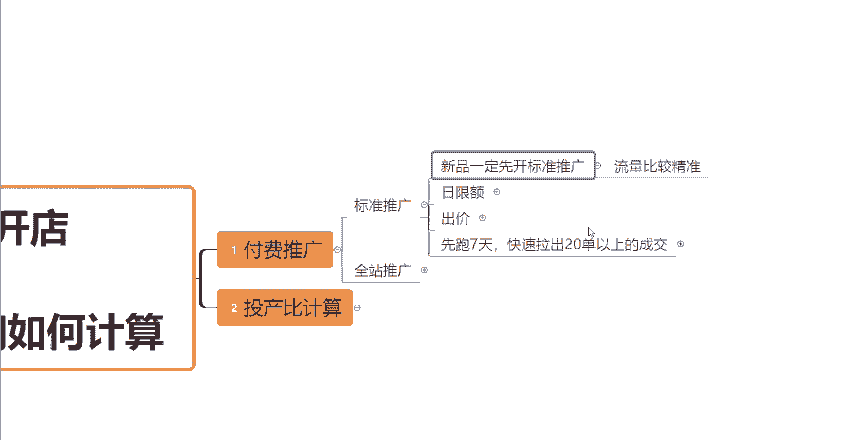 开店
如何计算
1 付费推广
标准推广
新品一定先开标准推广
流量比较精准
日限额
出价
先跑7天，快速拉出20单以上的成交
全站推广
2 投产比计算